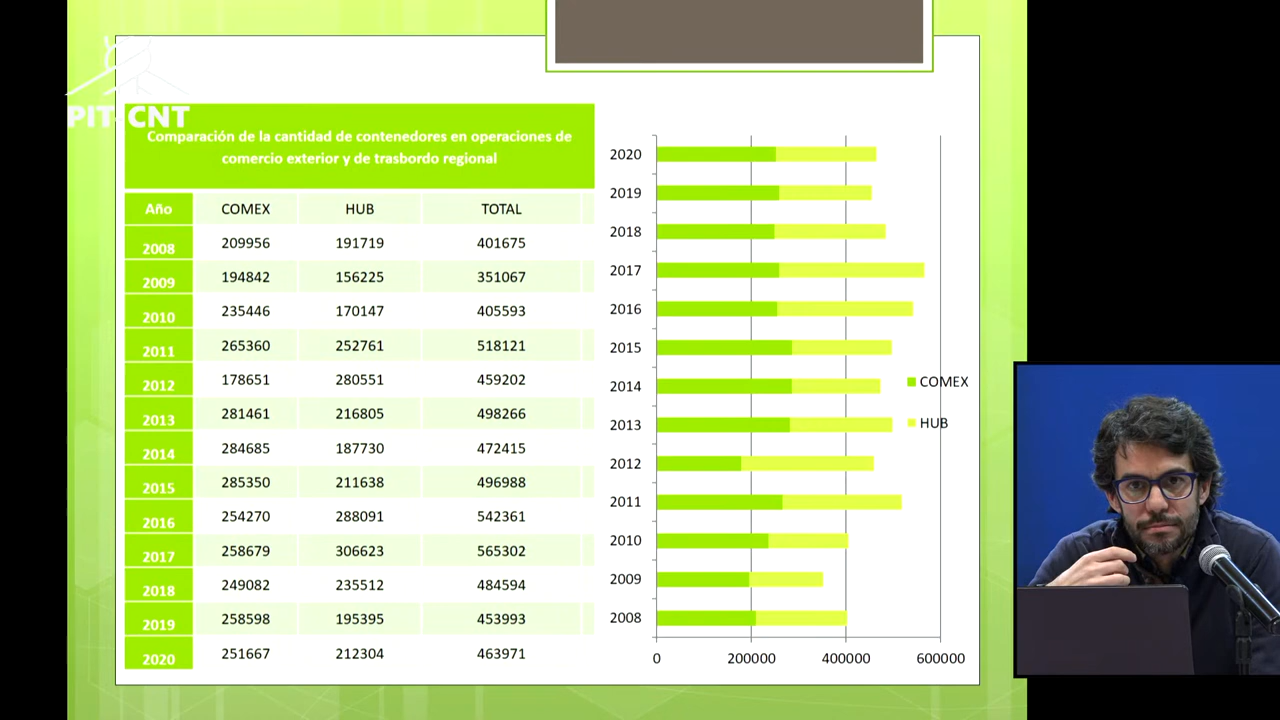 PIT-CNT
Comparación de la cantidad de contenedores en operaciones de
comercio exterior y de trasbordo regional
Año COMEX HUB TOTAL
2008 209956 191719 401675
2009 194842 156225 351067
2010 235446 170147 405593
2011 265360 252761 518121
2012 178651 280551 459202
2013 281461 216805 498266
2014 284685 187730 472415
2015 285350 211638 496988
2016 254270 288091 542361
2017 258679 306623 565302
2018 249082 235512 484594
2019 258598 195395 453993
2020 251667 212304 463971
2020
2019
2018
2017
2016
2015
2014
2013
2012
2011
2010
2009
2008
0 200000 400000 600000
COMEX
HUB